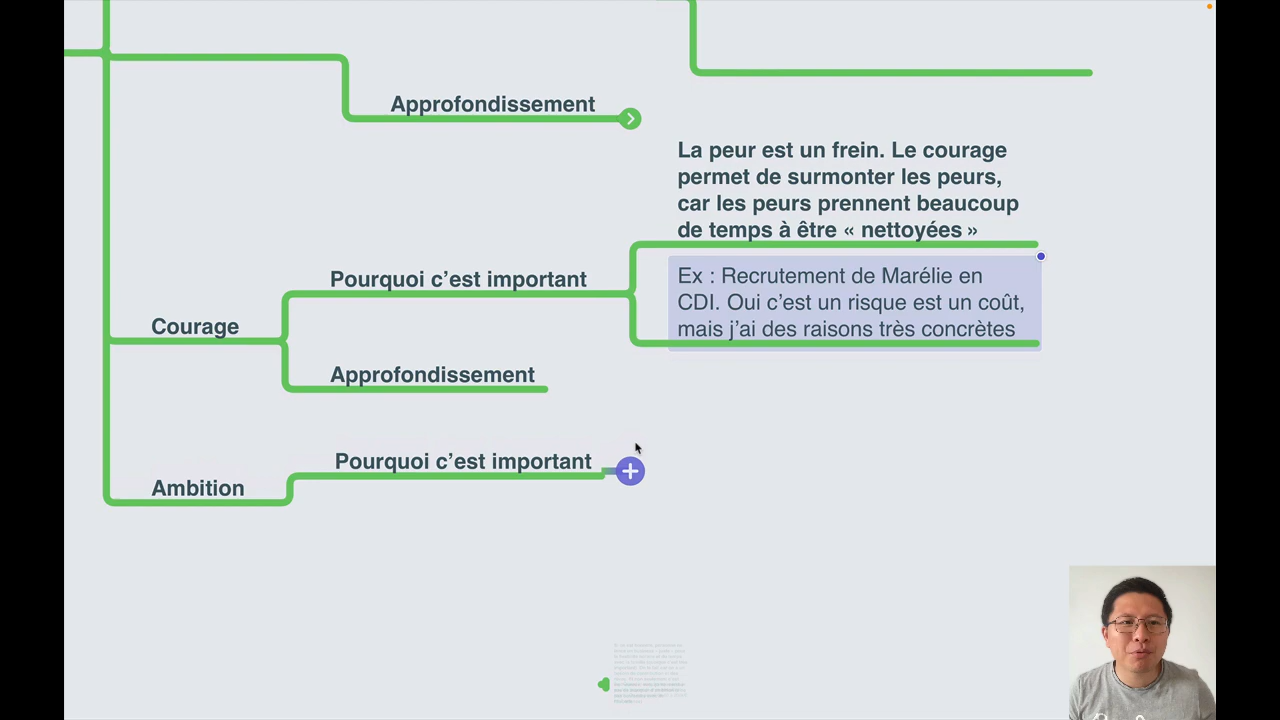 Approfondissement
La peur est un frein. Le courage
permet de surmonter les peurs,
car les peurs prennent beaucoup
de temps à être « nettoyées »
Pourquoi c’est important
Ex : Recrutement de Marélie en
CDI. Oui c’est un risque est un coût,
mais j’ai des raisons très concrètes
Courage
Approfondissement
Pourquoi c’est important
Ambition